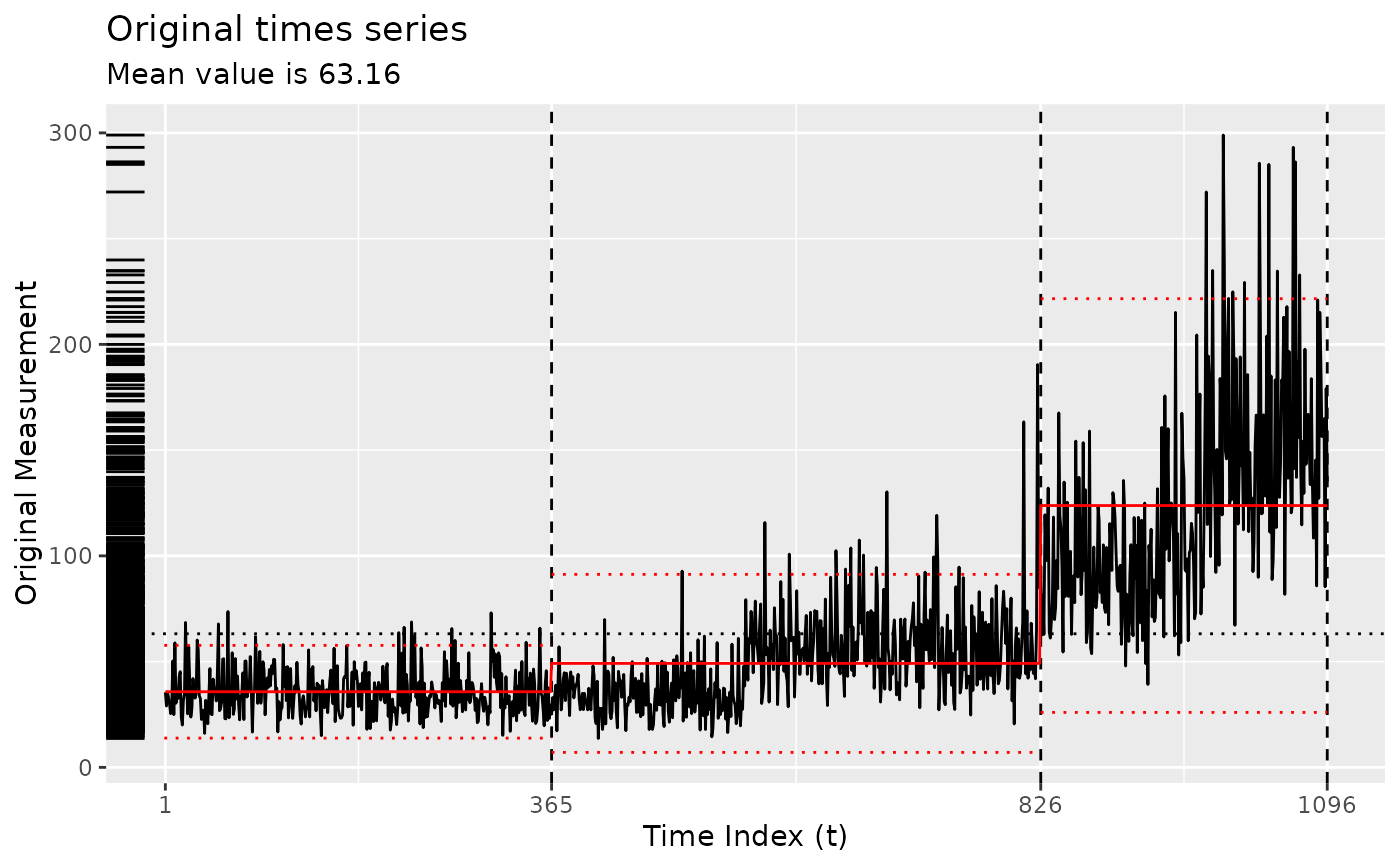 Original times series
Mean value is 63.16
300
200
100
0
Original Measurement
1
365
826
1096
Time Index (t)